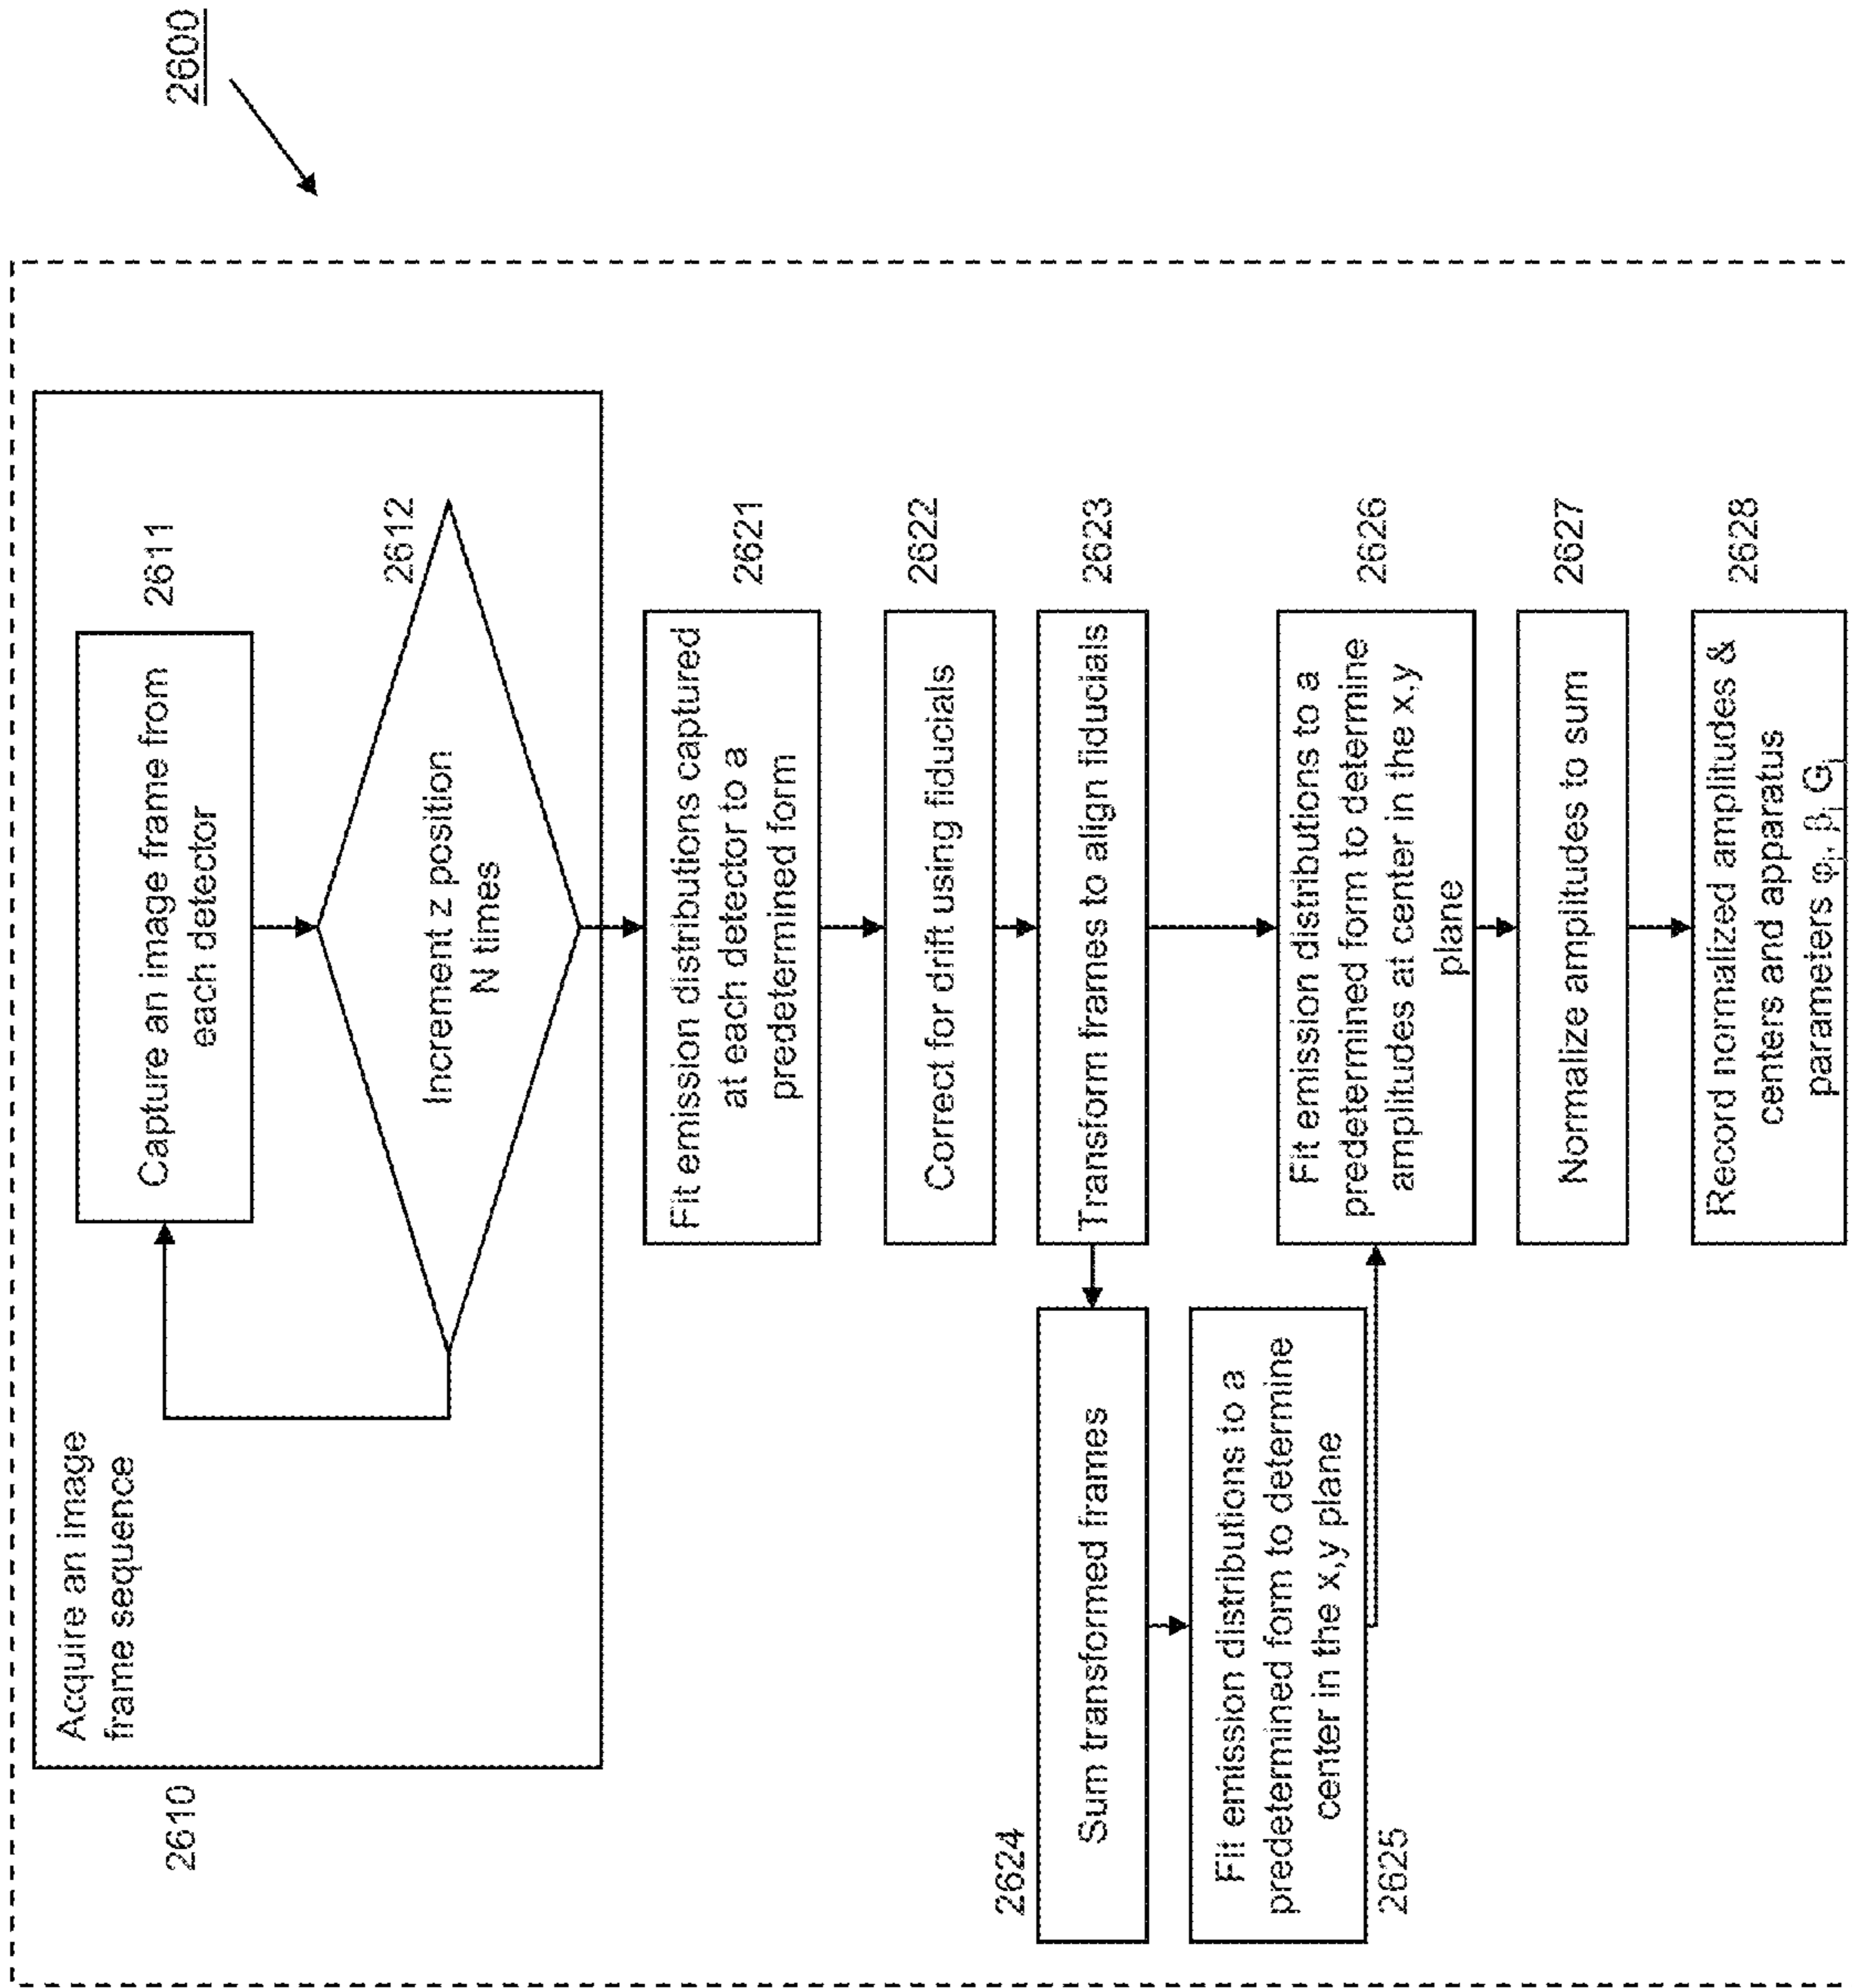 2600
2610
Acquire an image
frame sequence
Capture an image frame from
each detector
2611
Increment z position
N times
2612
Fit emission distributions captured
at each detector to a
predetermined form
2621
Correct for drift using fiducials
2622
Transform frames to align fiducials
2623
2624
Sum transformed frames
Fit emission distributions to a
predetermined form to determine
center in the x,y plane
2625
Fit emission distributions to a
predetermined form to determine
amplitudes at center in the x,y
plane
2626
Normalize amplitudes to sum
2627
Record normalized amplitudes &
centers and apparatus
parameters φᵢ, βᵢ Gᵢ
2628